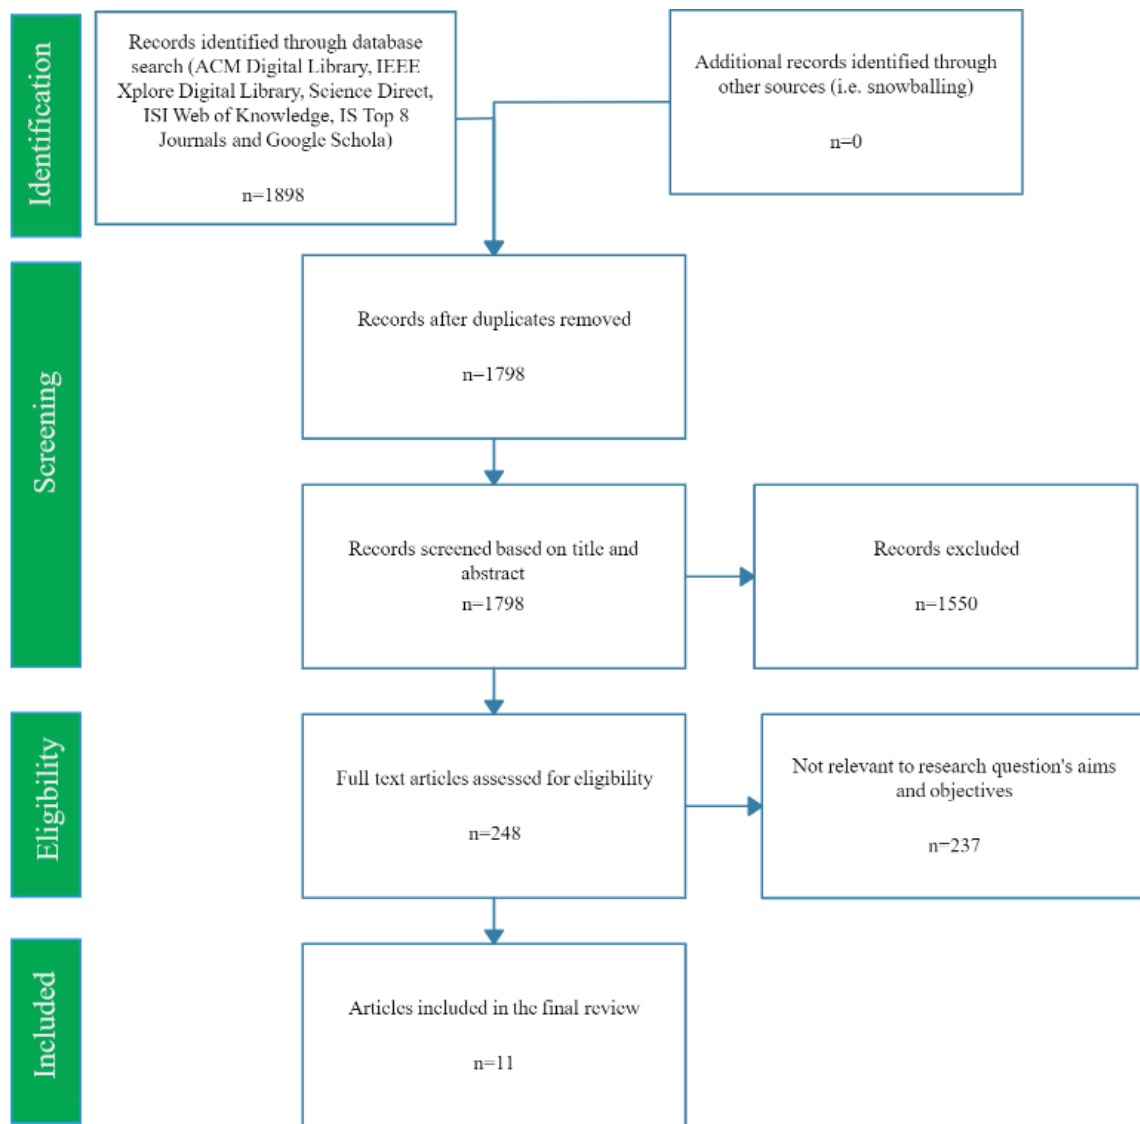 Identification
Records identified through database
search (ACM Digital Library, IEEE
Xplore Digital Library, Science Direct,
ISI Web of Knowledge, IS Top 8
Journals and Google Schola)
n=1898
Additional records identified through
other sources (i.e. snowballing)
n=0
Screening
Records after duplicates removed
n=1798
Records screened based on title and
abstract
n=1798
Records excluded
n=1550
Eligibility
Full text articles assessed for eligibility
n=248
Not relevant to research question's aims
and objectives
n=237
Included
Articles included in the final review
n=11